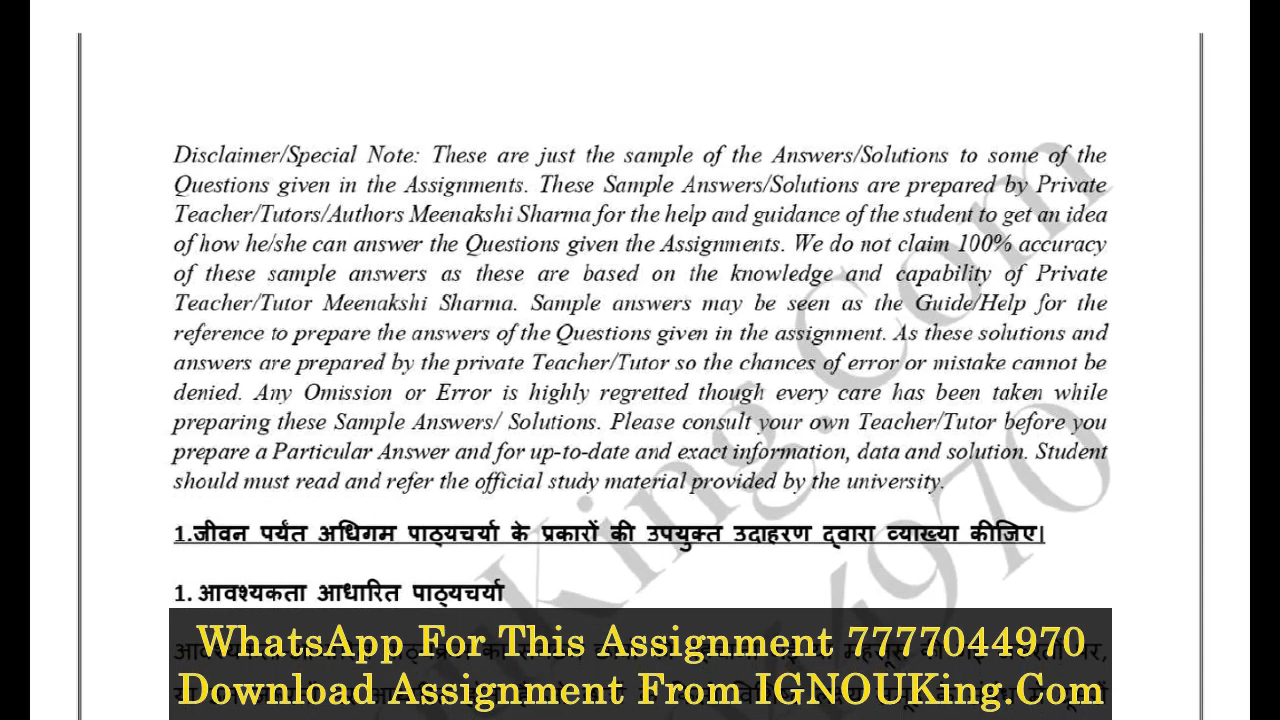 Disclaimer/Special Note: These are just the sample of the Answers/Solutions to some of the
Questions given in the Assignments. These Sample Answers/Solutions are prepared by Private
Teacher/Tutors/Authors Meenakshi Sharma for the help and guidance of the student to get an idea
of how he/she can answer the Questions given the Assignments. We do not claim 100% accuracy
of these sample answers as these are based on the knowledge and capability of Private
Teacher/Tutor Meenakshi Sharma. Sample answers may be seen as the Guide/Help for the
reference to prepare the answers of the Questions given in the assignment. As these solutions and
answers are prepared by the private Teacher/Tutor so the chances of error or mistake cannot be
denied. Any Omission or Error is highly regretted though every care has been taken while
preparing these Sample Answers/ Solutions. Please consult your own Teacher/Tutor before you
prepare a Particular Answer and for up-to-date and exact information, data and solution. Student
should must read and refer the official study material provided by the university.
1.जीवन पर्यंत अधिगम पाठ्यचर्या के प्रकारों की उपयुक्त उदाहरण द्वारा व्याख्या कीजिए।
1. आवश्यकता आधारित पाठ्यचर्या
WhatsApp For This Assignment 7777044970
Download Assignment From IGNOUKing.Com